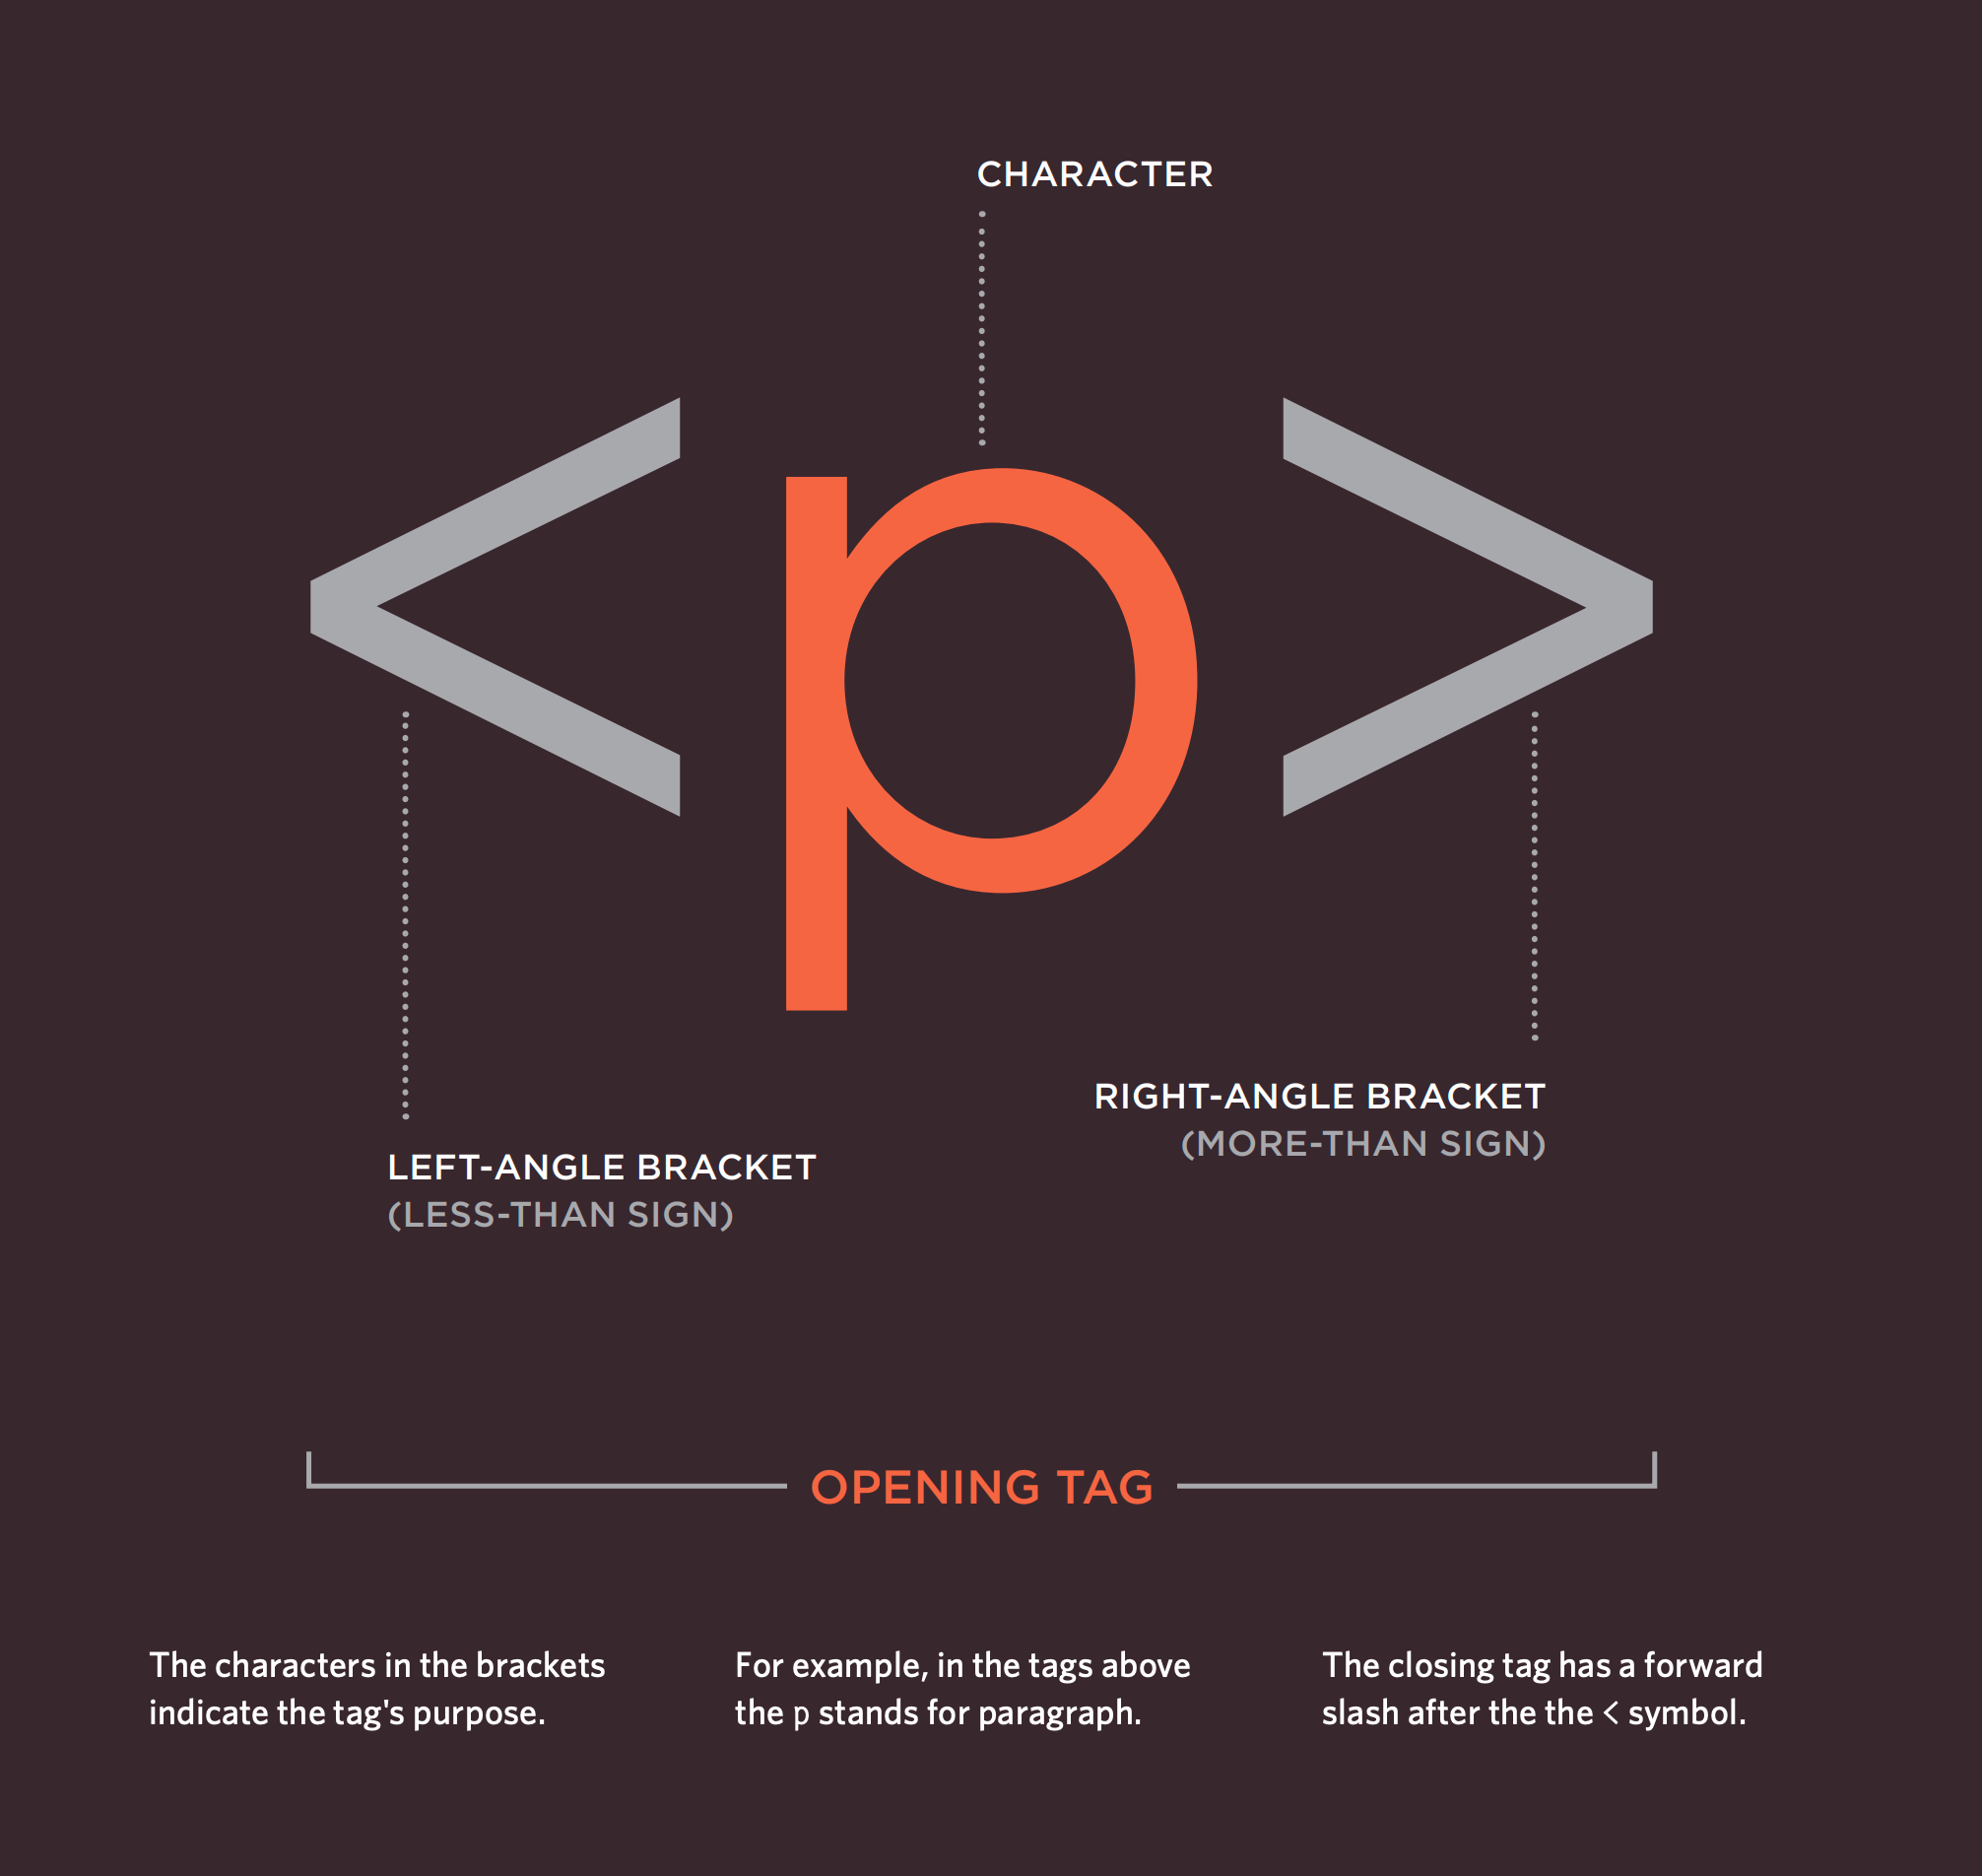 CHARACTER
<p>
LEFT-ANGLE BRACKET
(LESS-THAN SIGN)
RIGHT-ANGLE BRACKET
(MORE-THAN SIGN)
OPENING TAG
The characters in the brackets
indicate the tag's purpose.
For example, in the tags above
the p stands for paragraph.
The closing tag has a forward
slash after the the < symbol.